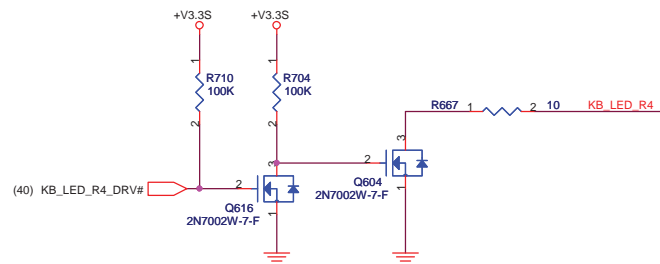 +V3.3S +V3.3S
1 1
R710 R704
100K 100K
R667 1 2 10 KB_LED_R4
2 2
3
3 2
Q604
2N7002W-7-F
(40) KB_LED_R4_DRV# 2
1
Q616
2N7002W-7-F
1